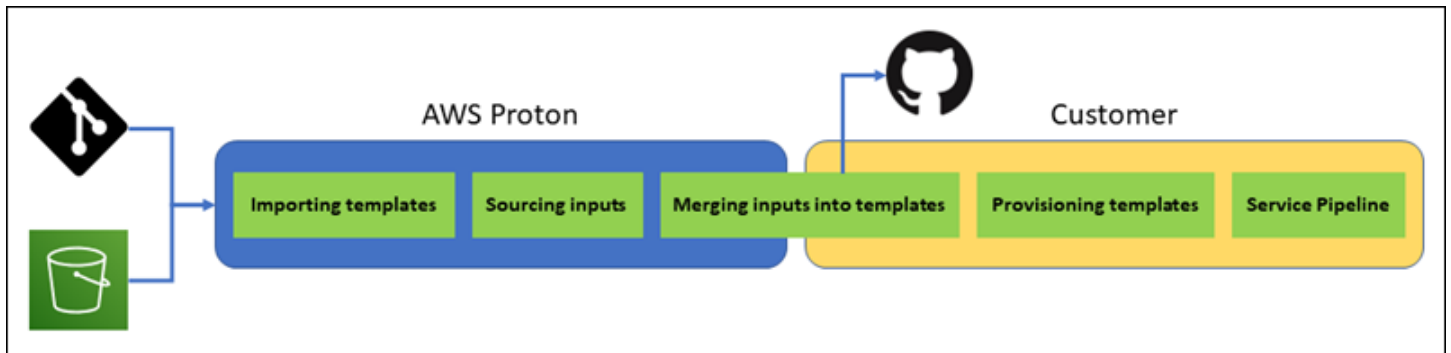 AWS Proton
Customer
Importing templates
Sourcing inputs
Merging inputs into templates
Provisioning templates
Service Pipeline